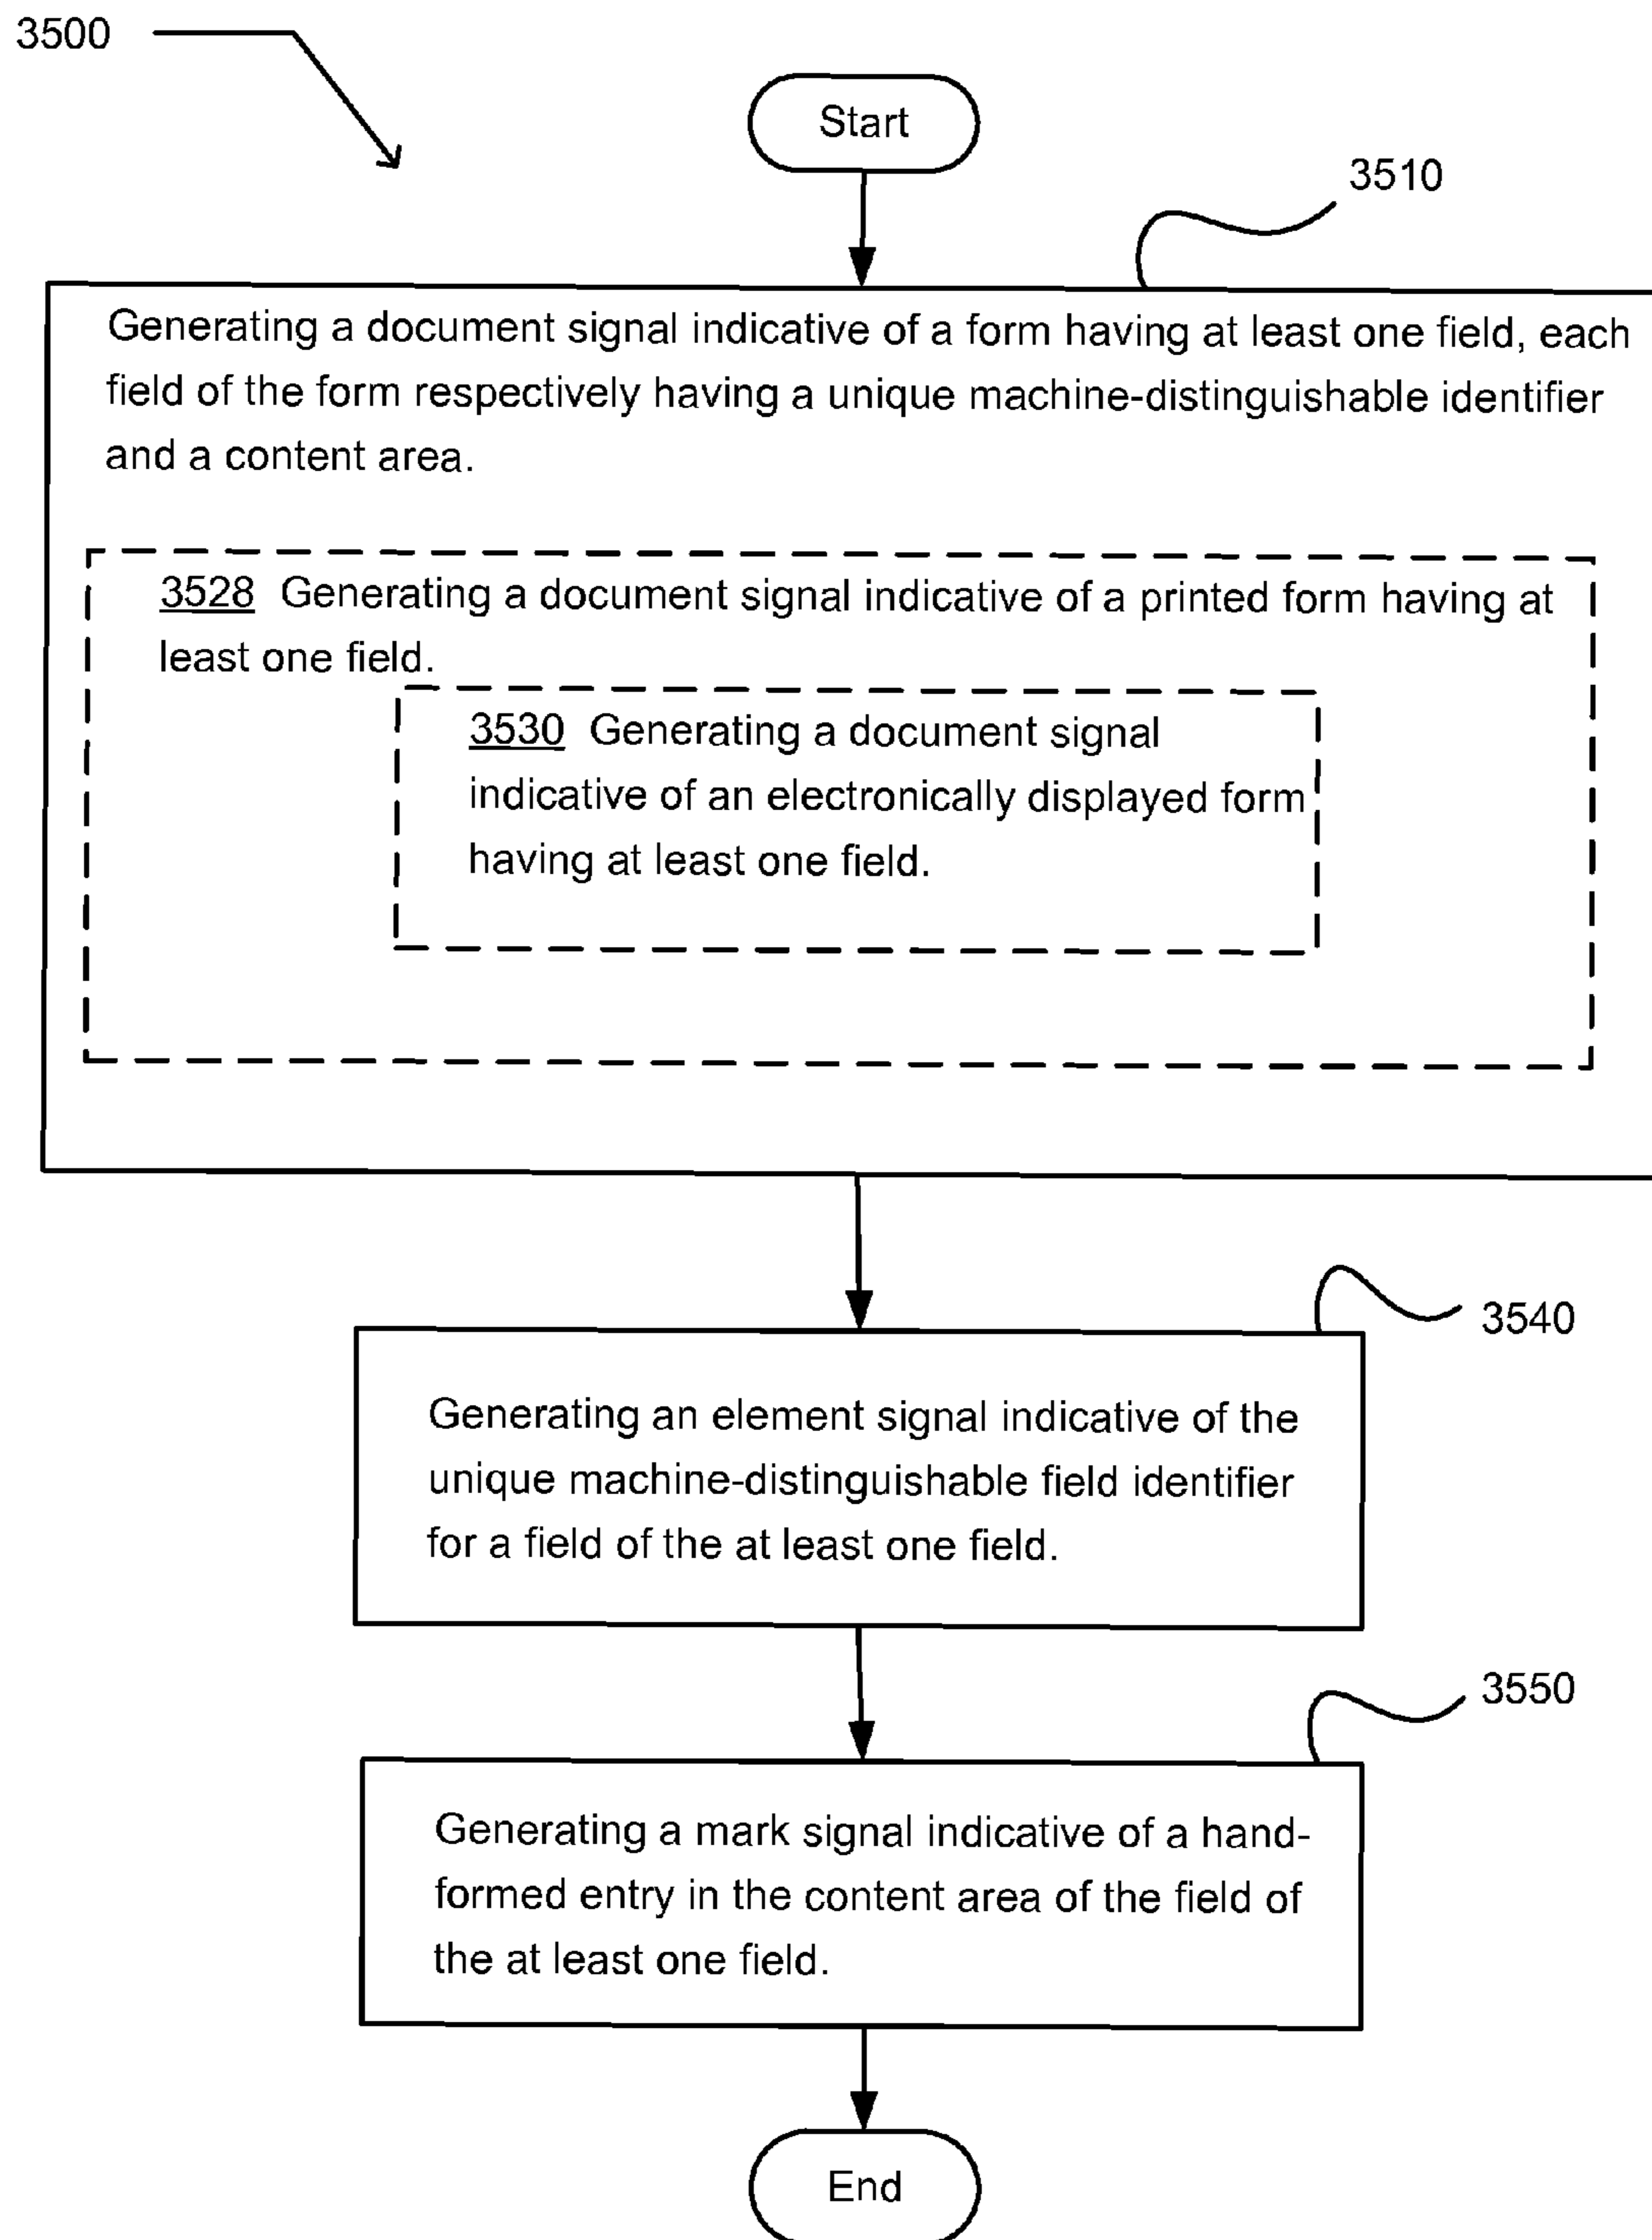 3500
Start
3510
Generating a document signal indicative of a form having at least one field, each
field of the form respectively having a unique machine-distinguishable identifier
and a content area.
3528 Generating a document signal indicative of a printed form having at
least one field.
3530 Generating a document signal
indicative of an electronically displayed form
having at least one field.
3540
Generating an element signal indicative of the
unique machine-distinguishable field identifier
for a field of the at least one field.
3550
Generating a mark signal indicative of a hand-
formed entry in the content area of the field of
the at least one field.
End